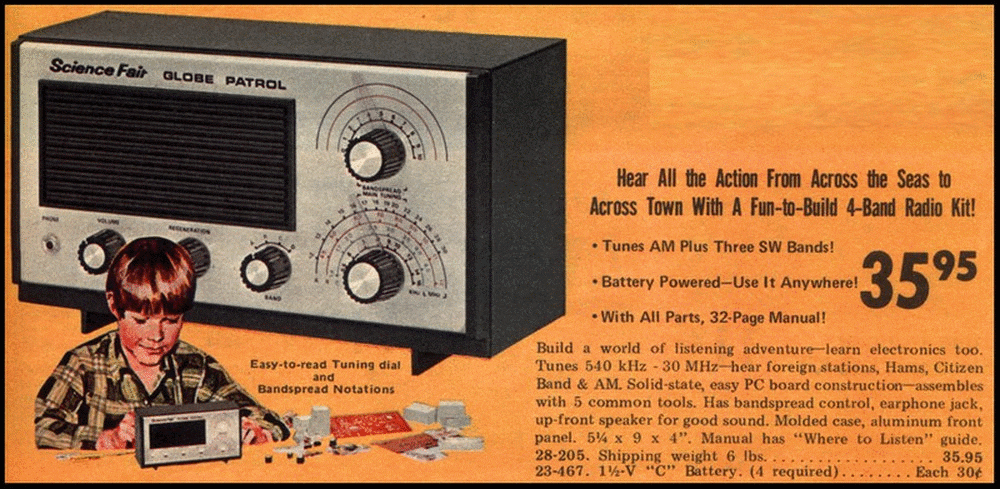 Science Fair GLOBE PATROL
BANDSPREAD
MAIN TUNING
PHONE
VOLUME
REGENERATION
BAND
Hear All the Action From Across the Seas to
Across Town With A Fun-to-Build 4-Band Radio Kit!
• Tunes AM Plus Three SW Bands!
• Battery Powered—Use It Anywhere!
• With All Parts, 32-Page Manual!
35⁹⁵
Easy-to-read Tuning dial
and
Bandspread Notations
Build a world of listening adventure—learn electronics too.
Tunes 540 kHz - 30 MHz—hear foreign stations, Hams, Citizen
Band & AM. Solid-state, easy PC board construction—assembles
with 5 common tools. Has bandspread control, earphone jack,
up-front speaker for good sound. Molded case, aluminum front
panel. 5¼ x 9 x 4”. Manual has “Where to Listen” guide.
28-205. Shipping weight 6 lbs. . . . . . . . . . . . . . . . . . . . 35.95
23-467. 1½-V “C” Battery. (4 required) . . . . . . . . Each 30¢